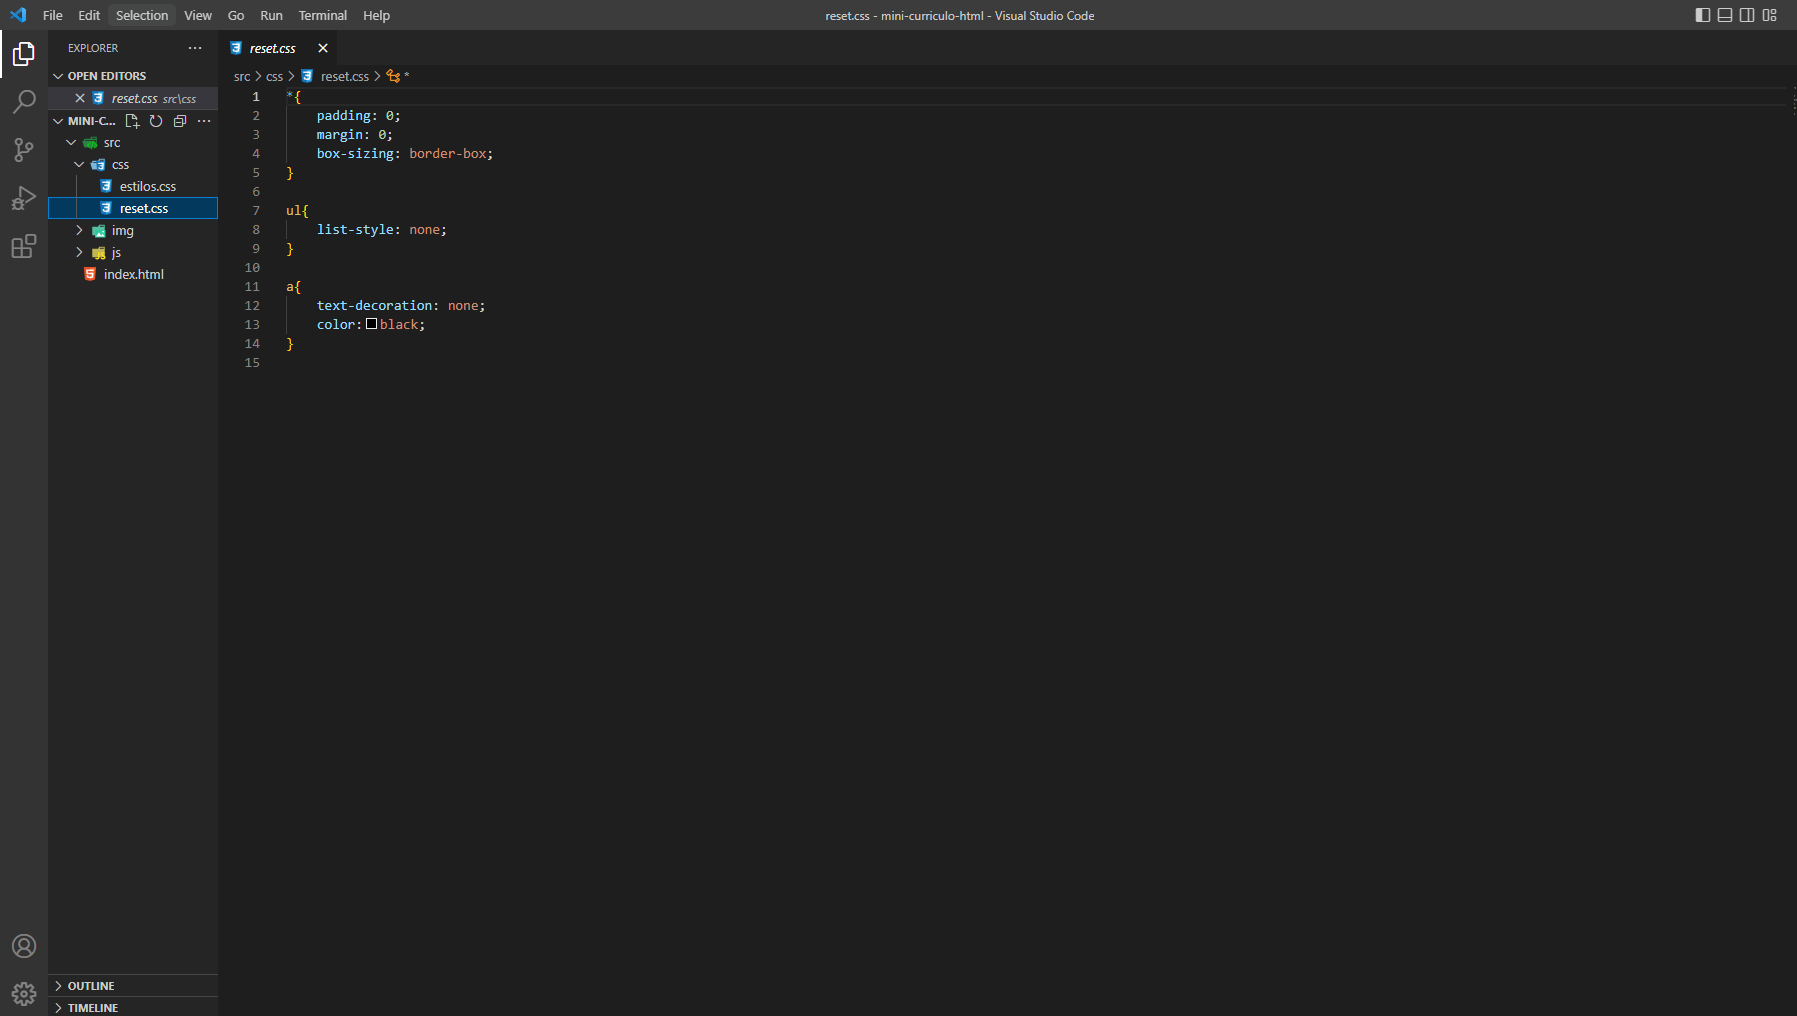 File Edit Selection View Go Run Terminal Help
reset.css - mini-curriculo-html - Visual Studio Code
EXPLORER
OPEN EDITORS
reset.css src\css
MINI-C...
src
css
estilos.css
reset.css
img
js
index.html
OUTLINE
TIMELINE
reset.css
src > css > reset.css > *
1 *{
2 padding: 0;
3 margin: 0;
4 box-sizing: border-box;
5 }
6
7 ul{
8 list-style: none;
9 }
10
11 a{
12 text-decoration: none;
13 color: black;
14 }
15